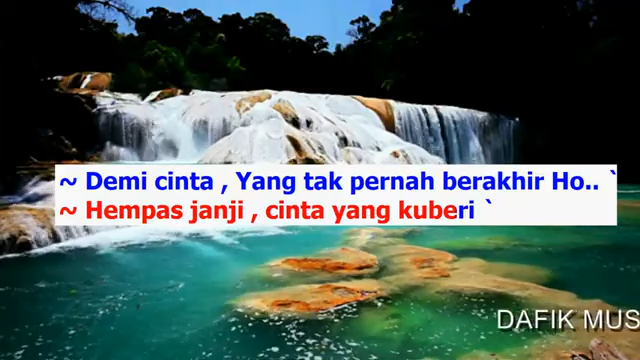 ~ Demi cinta , Yang tak pernah berakhir Ho.. `
~ Hempas janji , cinta yang kuberi `
DAFIK MUS